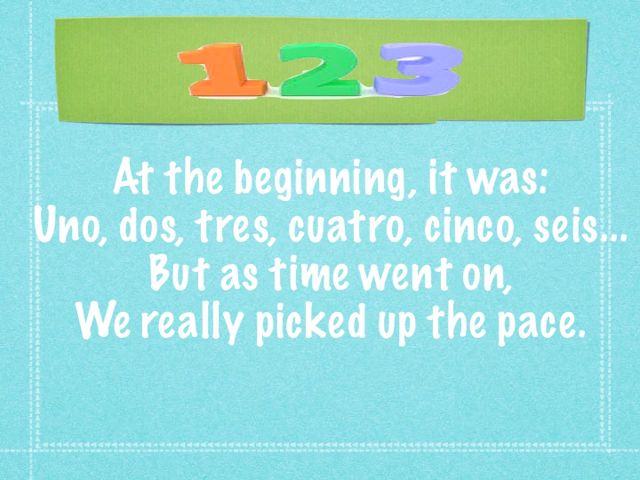 123
At the beginning, it was:
Uno, dos, tres, cuatro, cinco, seis...
But as time went on,
We really picked up the pace.